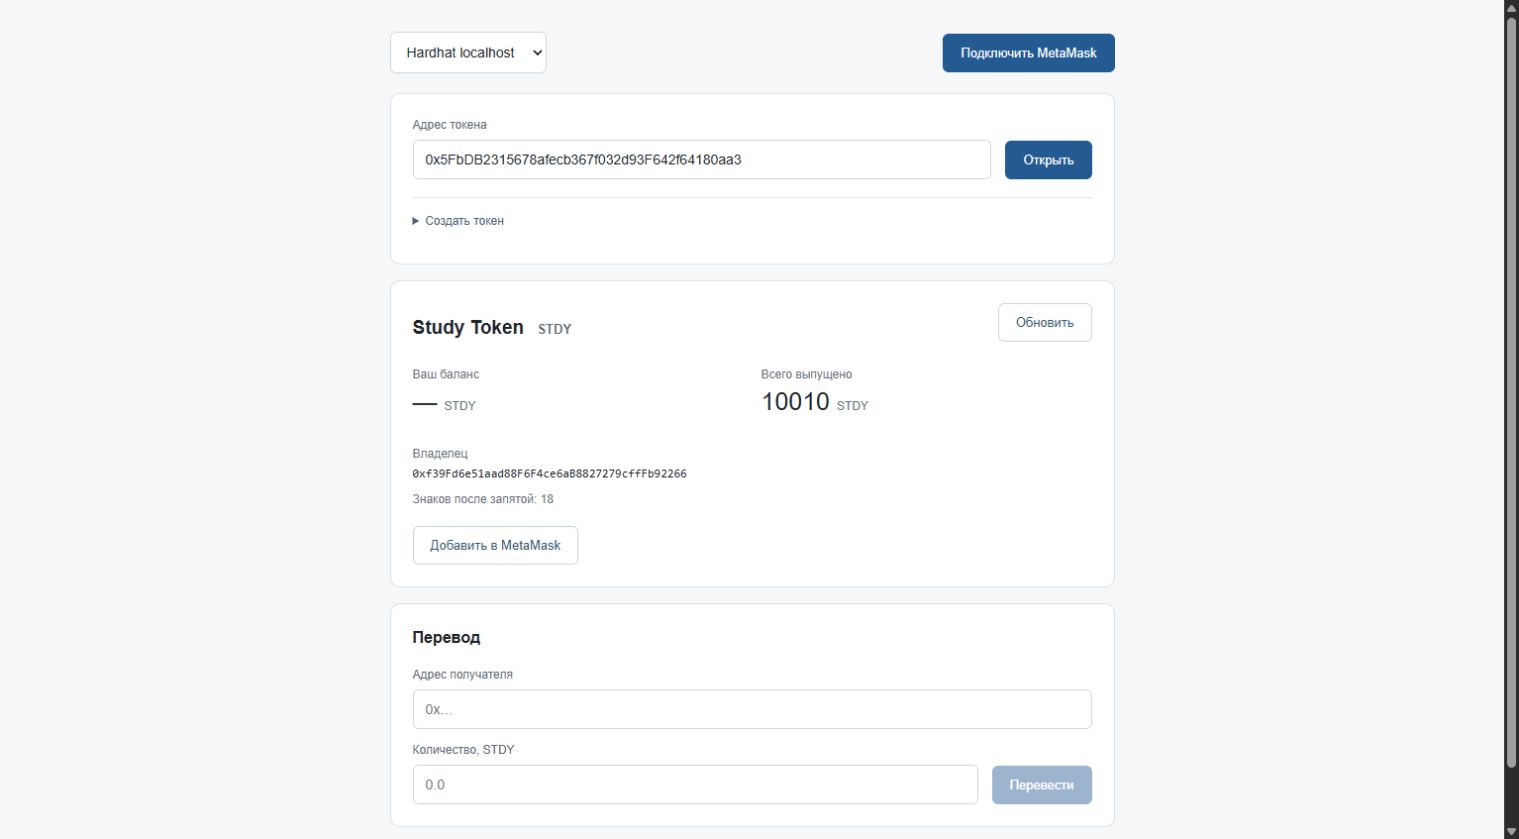 Hardhat localhost
Подключить MetaMask
Адрес токена
0x5FbDB2315678afecb367f032d93F642f64180aa3
Открыть
Создать токен
Study Token STDY
Обновить
Ваш баланс
— STDY
Всего выпущено
10010 STDY
Владелец
0xf39Fd6e51aad88F6F4ce6aB8827279cffFb92266
Знаков после запятой: 18
Добавить в MetaMask
Перевод
Адрес получателя
0x…
Количество, STDY
0.0
Перевести